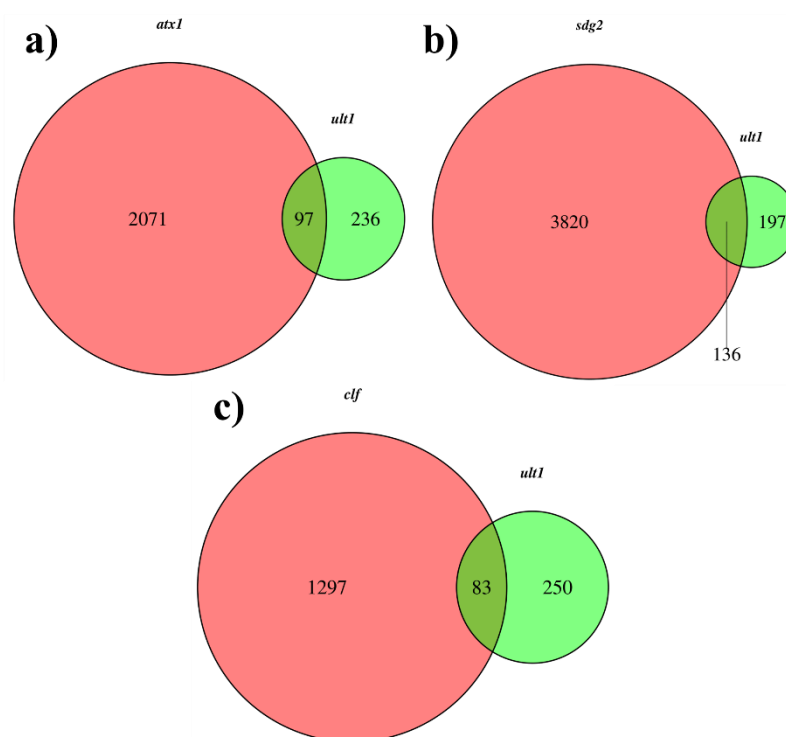 a)
atx1
ult1
2071
97
236
b)
sdg2
ult1
3820
197
136
c)
clf
ult1
1297
83
250